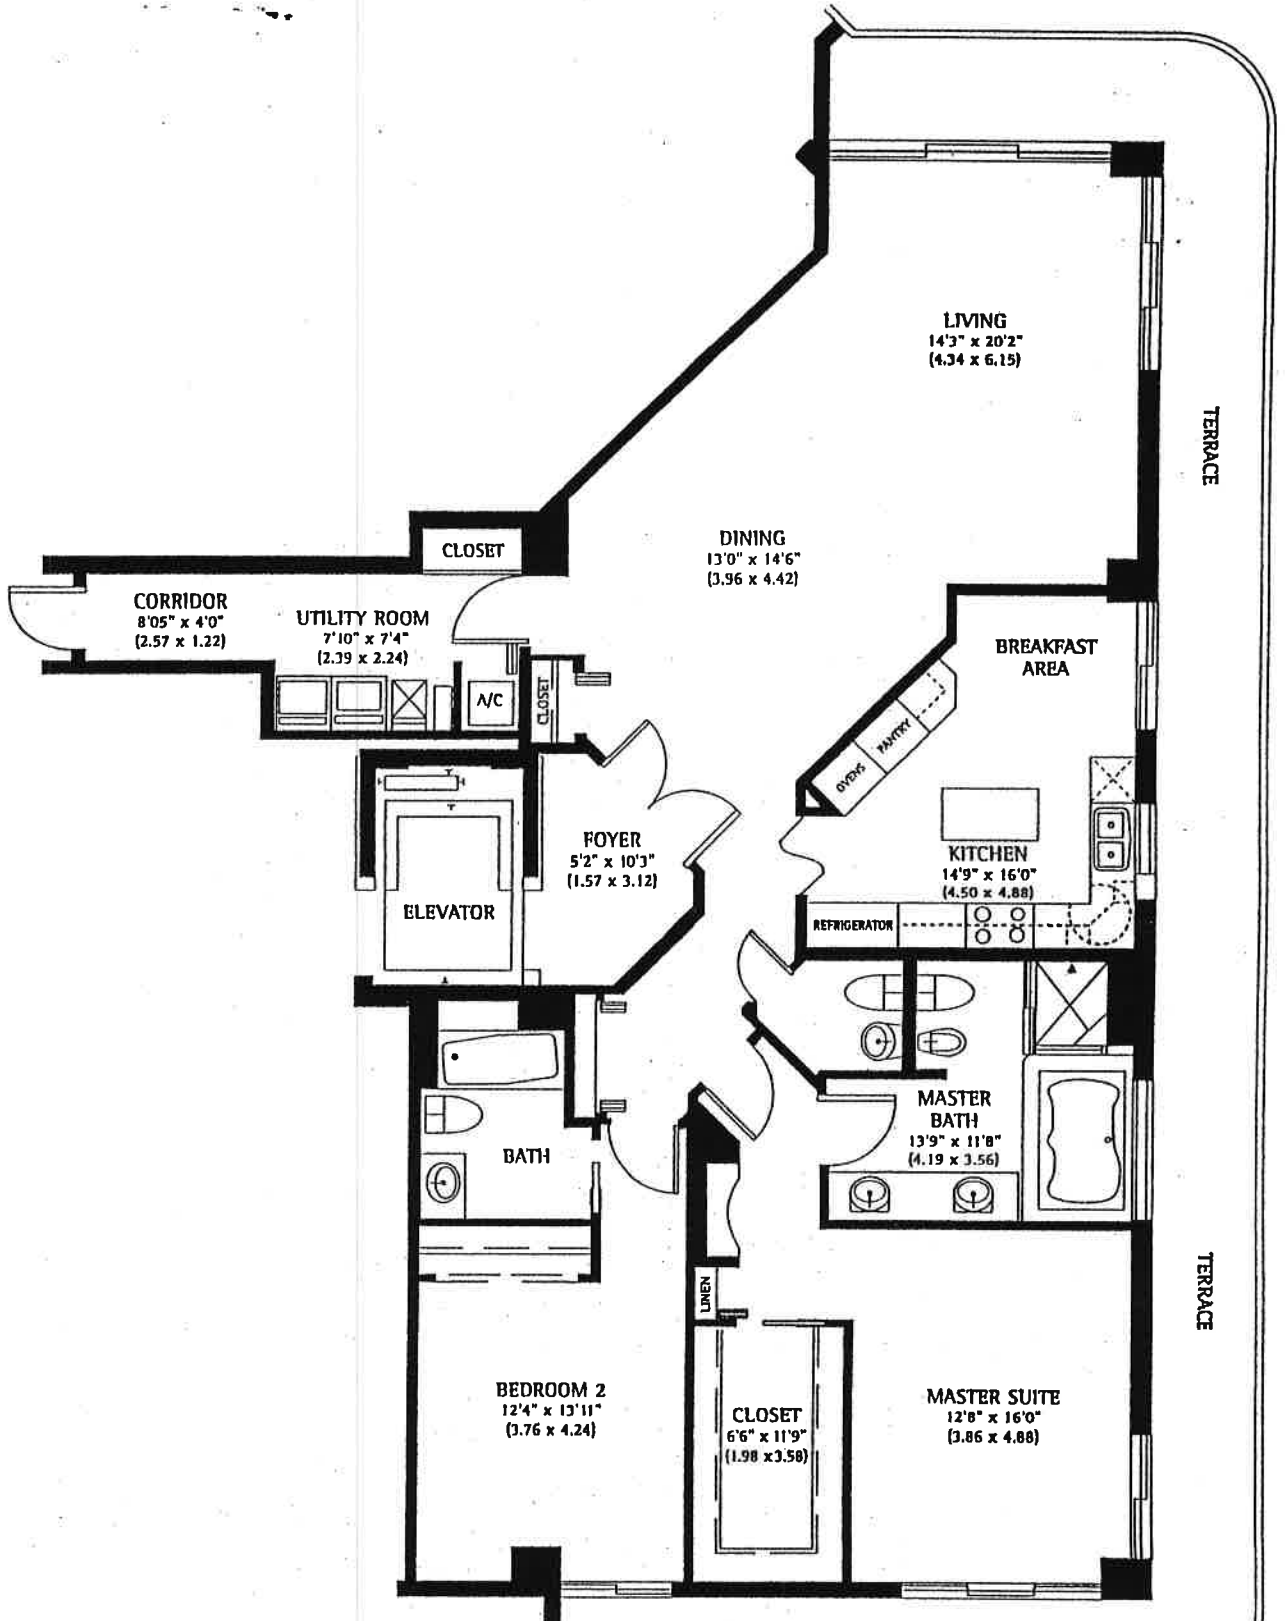 LIVING
14'3" x 20'2"
(4.34 x 6.15)
TERRACE
DINING
13'0" x 14'6"
(3.96 x 4.42)
CLOSET
CORRIDOR
8'05" x 4'0"
(2.57 x 1.22)
UTILITY ROOM
7'10" x 7'4"
(2.39 x 2.24)
A/C
CLOSET
BREAKFAST
AREA
PANTRY
OVENS
FOYER
5'2" x 10'3"
(1.57 x 3.12)
KITCHEN
14'9" x 16'0"
(4.50 x 4.88)
ELEVATOR
REFRIGERATOR
MASTER
BATH
13'9" x 11'8"
(4.19 x 3.56)
BATH
TERRACE
LINEN
BEDROOM 2
12'4" x 13'11"
(3.76 x 4.24)
CLOSET
6'6" x 11'9"
(1.98 x 3.58)
MASTER SUITE
12'8" x 16'0"
(3.86 x 4.88)